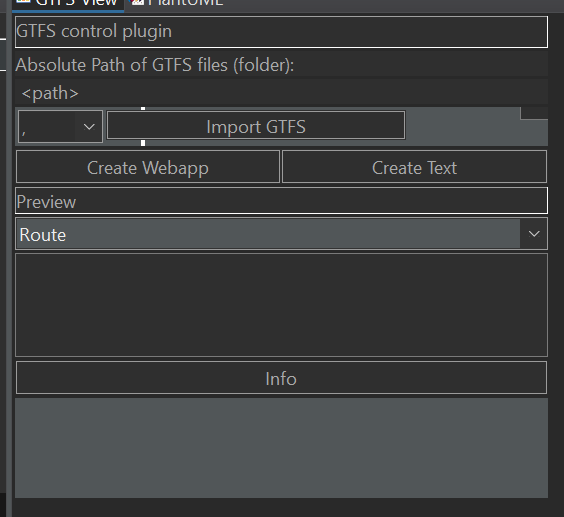 GTFS View PlantUML
GTFS control plugin
Absolute Path of GTFS files (folder):
<path>
, Import GTFS
Create Webapp Create Text
Preview
Route
Info